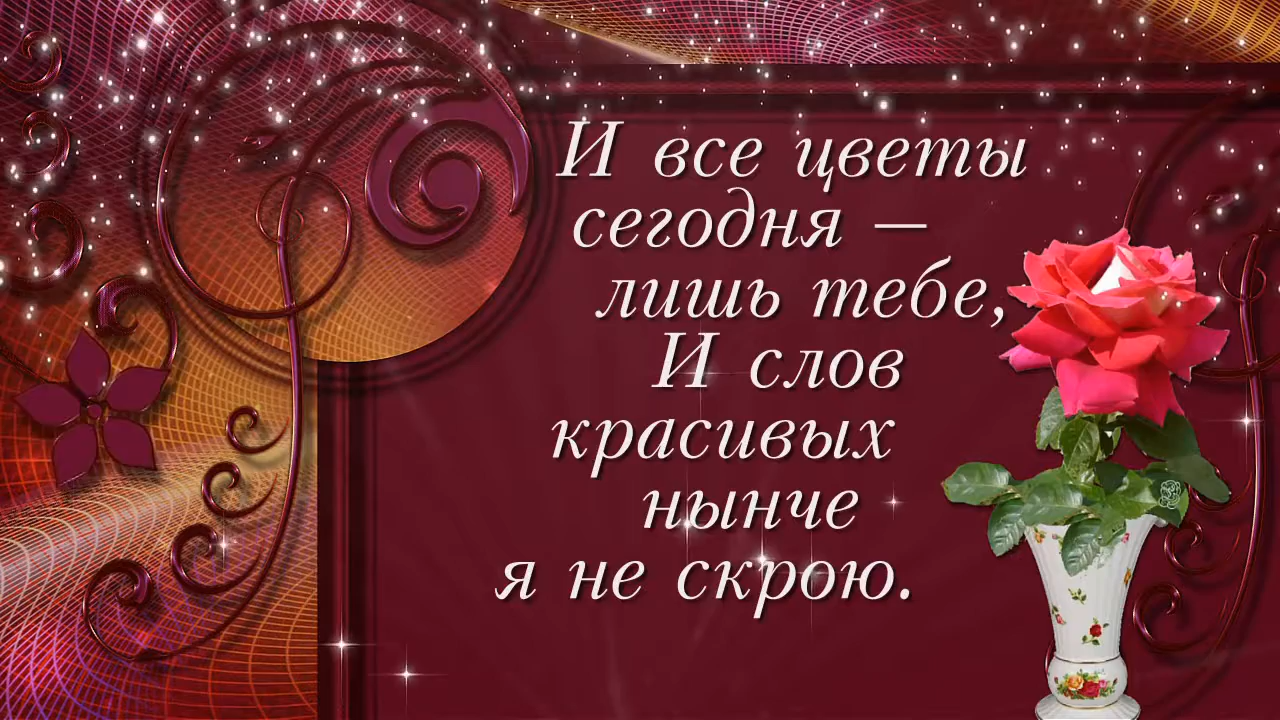 И все цветы
сегодня —
лишь тебе,
И слов
красивых
нынче
я не скрою.